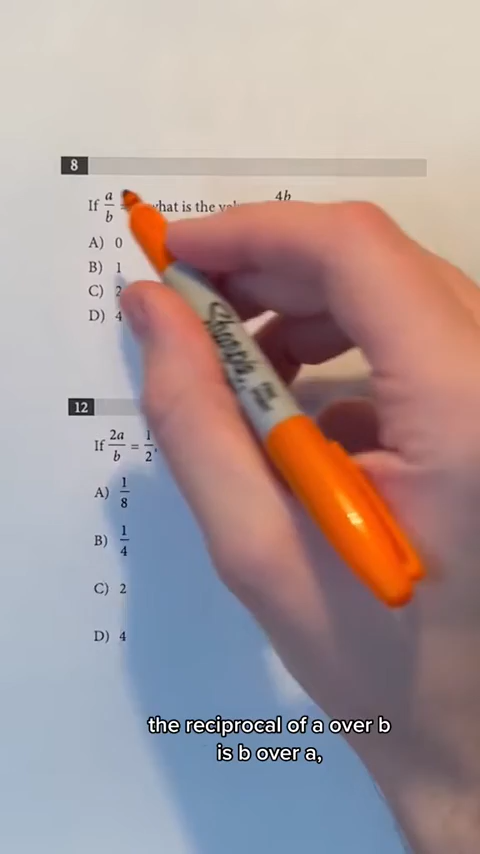 8
If a/b = what is the 4b
A) 0
B) 1
C) 2
D) 4
12
If 2a/b = 1/2,
A) 1/8
B) 1/4
C) 2
D) 4
Sharpie
the reciprocal of a over b
is b over a,